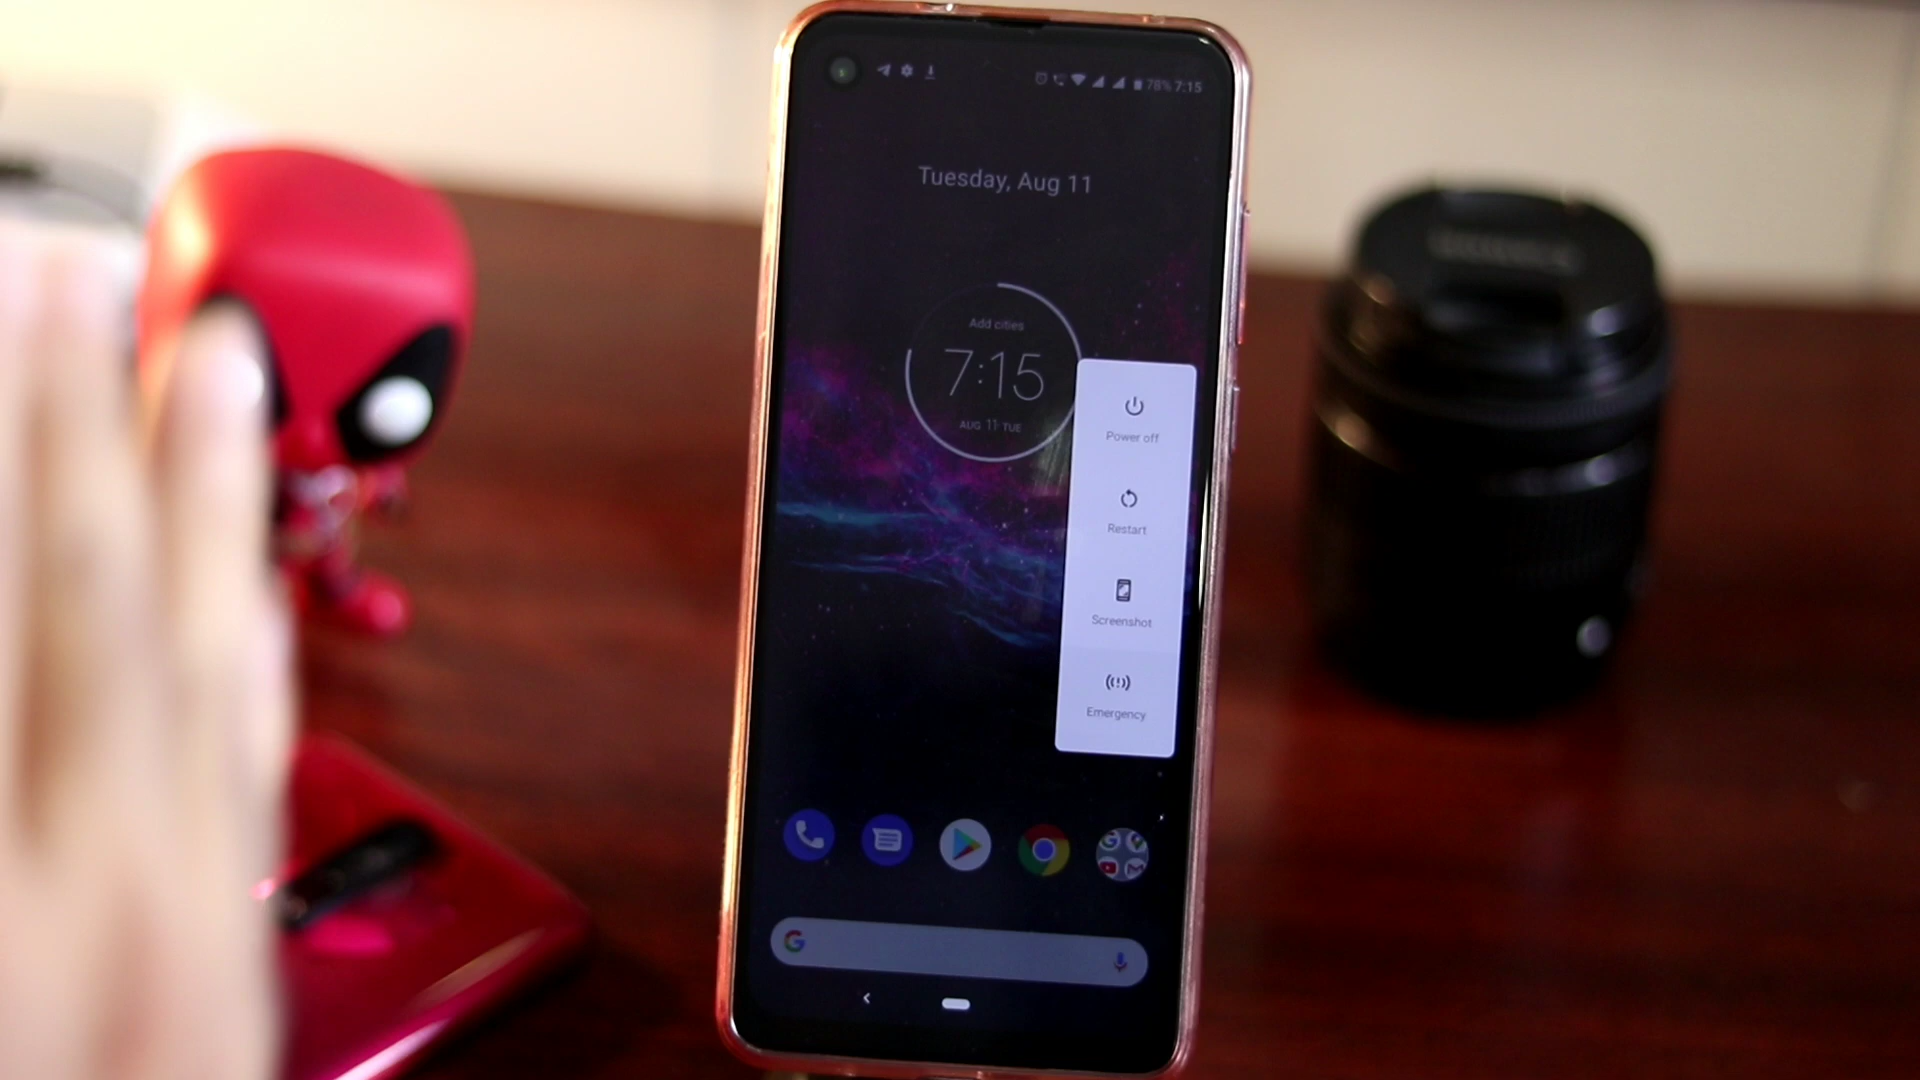 78% 7:15
Tuesday, Aug 11
Add cities
7:15
AUG 11 TUE
Power off
Restart
Screenshot
Emergency